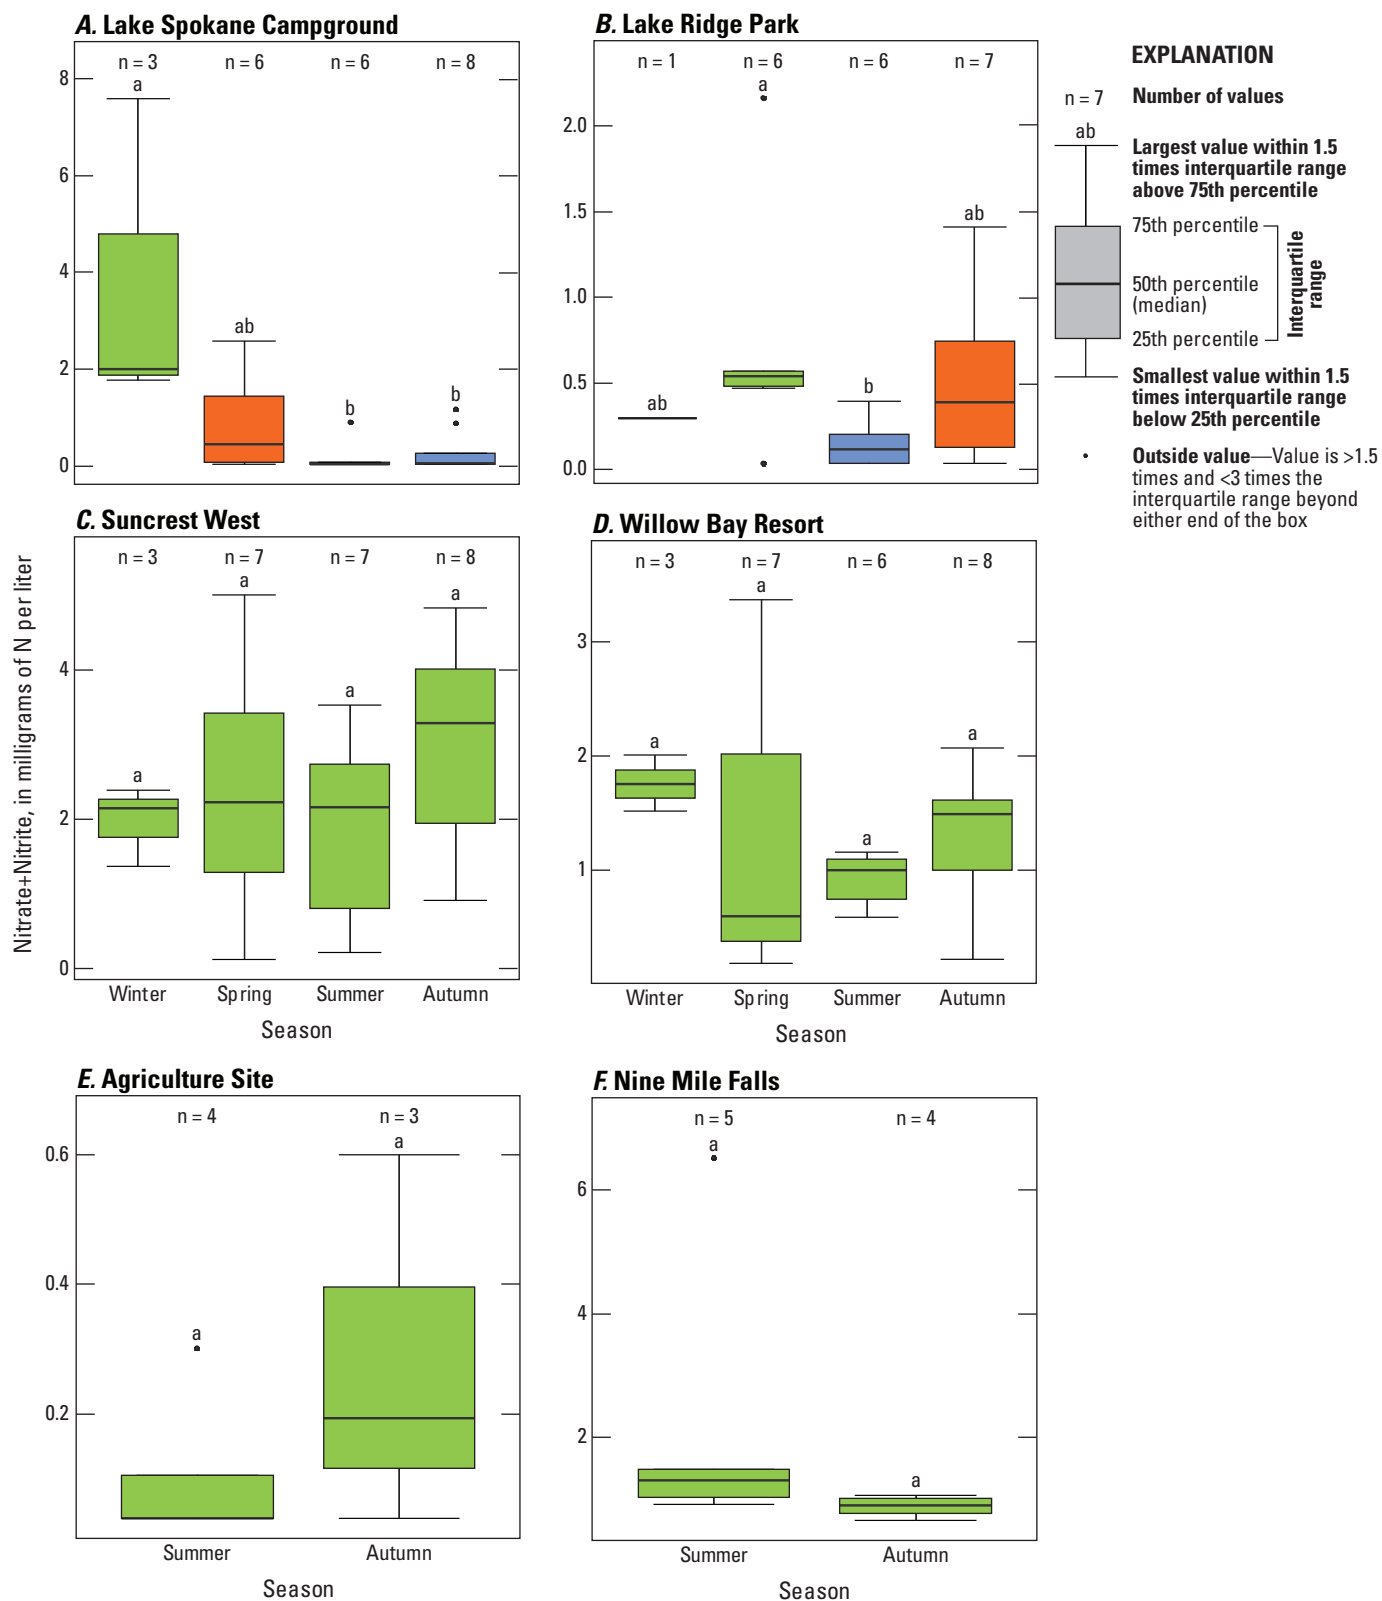 A. Lake Spokane Campground
n = 3
n = 6
n = 6
n = 8
8
6
4
2
0
a
ab
b
b
B. Lake Ridge Park
n = 1
n = 6
n = 6
n = 7
2.0
1.5
1.0
0.5
0.0
ab
a
b
ab
EXPLANATION
n = 7 Number of values
ab
Largest value within 1.5
times interquartile range
above 75th percentile
75th percentile
50th percentile
(median)
25th percentile
Interquartile
range
Smallest value within 1.5
times interquartile range
below 25th percentile
Outside value—Value is >1.5
times and <3 times the
interquartile range beyond
either end of the box
Nitrate+Nitrite, in milligrams of N per liter
C. Suncrest West
n = 3
n = 7
n = 7
n = 8
4
2
0
a
a
a
a
Winter
Spring
Summer
Autumn
Season
D. Willow Bay Resort
n = 3
n = 7
n = 6
n = 8
3
2
1
a
a
a
a
Winter
Spring
Summer
Autumn
Season
E. Agriculture Site
n = 4
n = 3
0.6
0.4
0.2
a
a
Summer
Autumn
Season
F. Nine Mile Falls
n = 5
n = 4
6
4
2
a
a
Summer
Autumn
Season